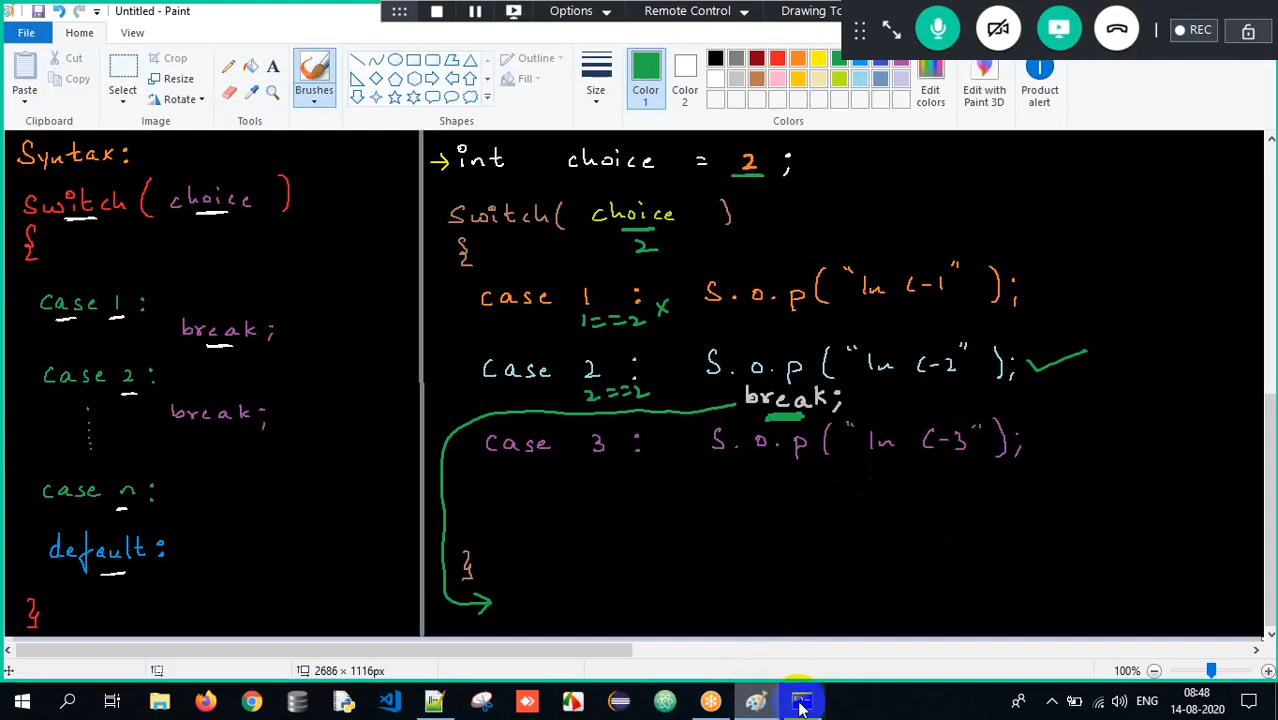 Untitled - Paint
Options
Remote Control
Drawing To
REC
File
Home
View
Paste
Cut
Copy
Clipboard
Select
Crop
Resize
Rotate
Image
Tools
Brushes
Outline
Fill
Shapes
Size
Color 1
Color 2
Edit colors
Colors
Edit with Paint 3D
Product alert
Syntax:
Switch( choice )
{
case 1 :
break;
case 2 :
break;
case n :
default:
}
int choice = 2 ;
Switch( choice )
2
{
case 1 : S.o.p( "In C-1" );
1==2 x
case 2 : S.o.p ( "In C-2" );
2==2
break;
case 3 : S.o.p ( "In C-3" );
}
2686 × 1116px
100%
ENG
08:48
14-08-2020